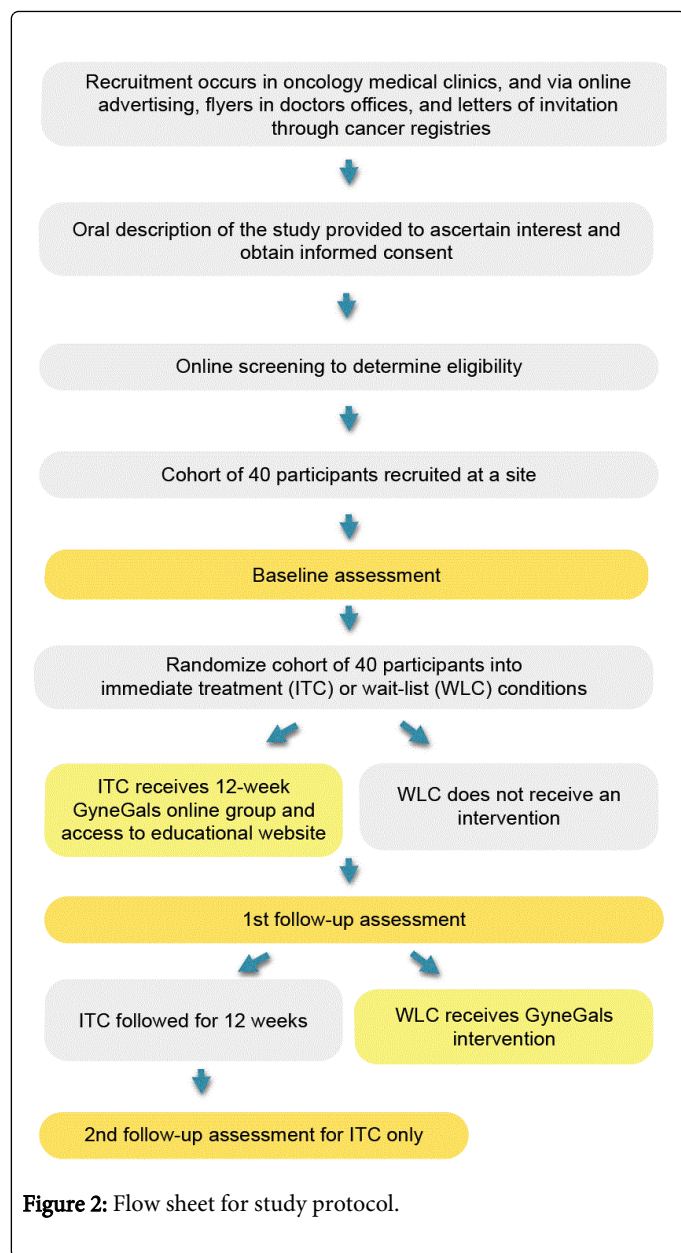 Recruitment occurs in oncology medical clinics, and via online
advertising, flyers in doctors offices, and letters of invitation
through cancer registries
Oral description of the study provided to ascertain interest and
obtain informed consent
Online screening to determine eligibility
Cohort of 40 participants recruited at a site
Baseline assessment
Randomize cohort of 40 participants into
immediate treatment (ITC) or wait-list (WLC) conditions
ITC receives 12-week
GyneGals online group and
access to educational website
WLC does not receive an
intervention
1st follow-up assessment
ITC followed for 12 weeks
WLC receives GyneGals
intervention
2nd follow-up assessment for ITC only
Figure 2: Flow sheet for study protocol.